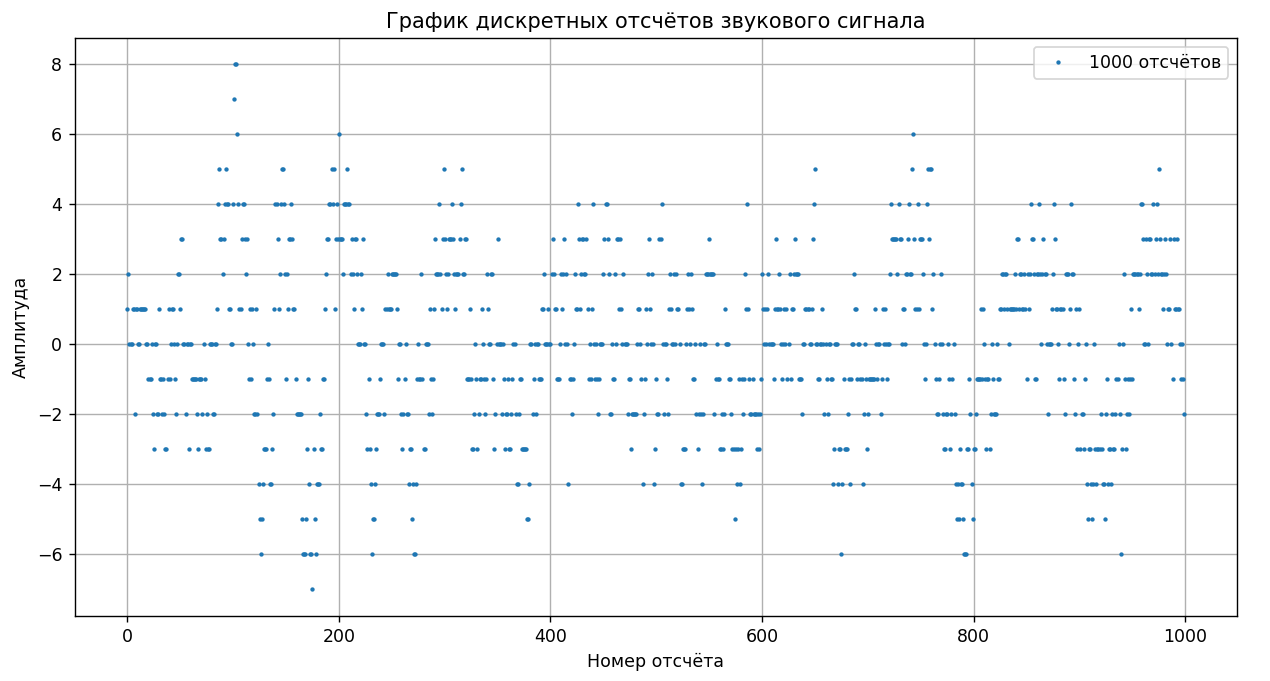 График дискретных отсчётов звукового сигнала
1000 отсчётов
Амплитуда
8
6
4
2
0
−2
−4
−6
0 200 400 600 800 1000
Номер отсчёта